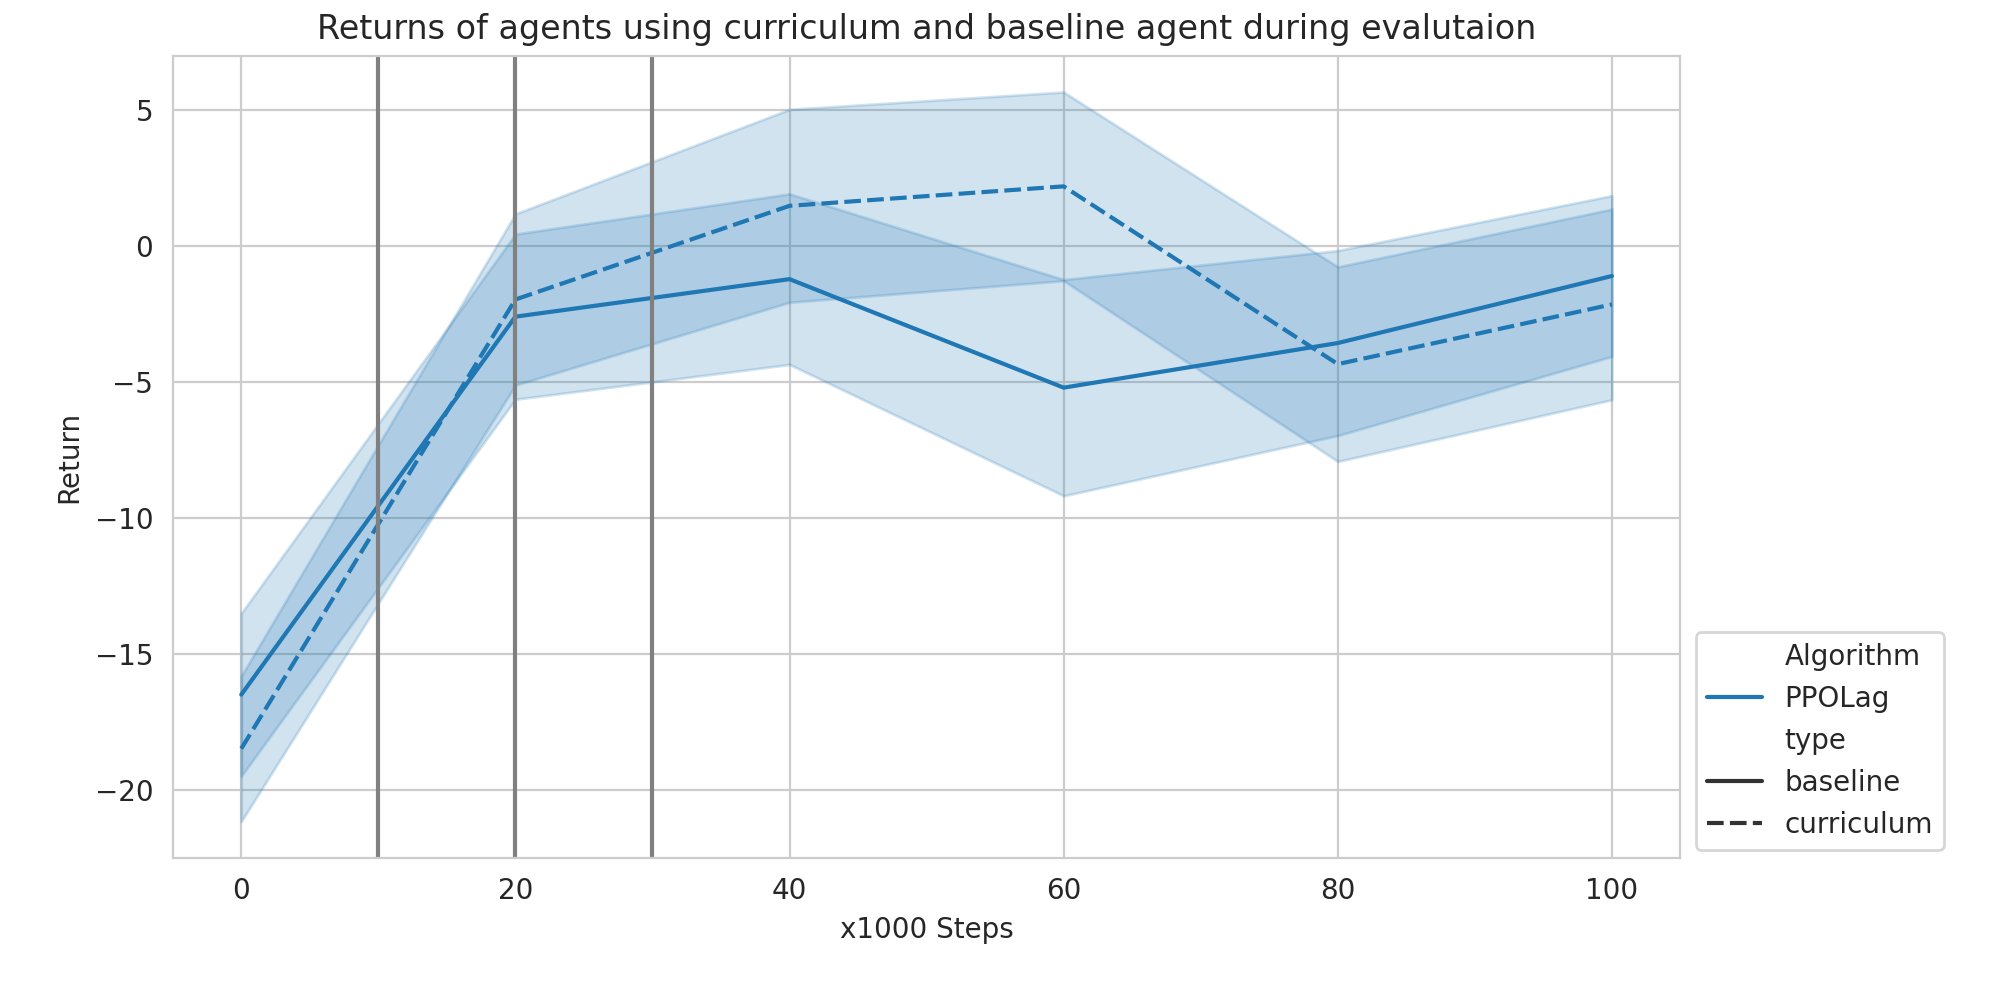 Returns of agents using curriculum and baseline agent during evalutaion
5
0
−5
−10
−15
−20
Return
0 20 40 60 80 100
x1000 Steps
Algorithm
PPOLag
type
baseline
curriculum